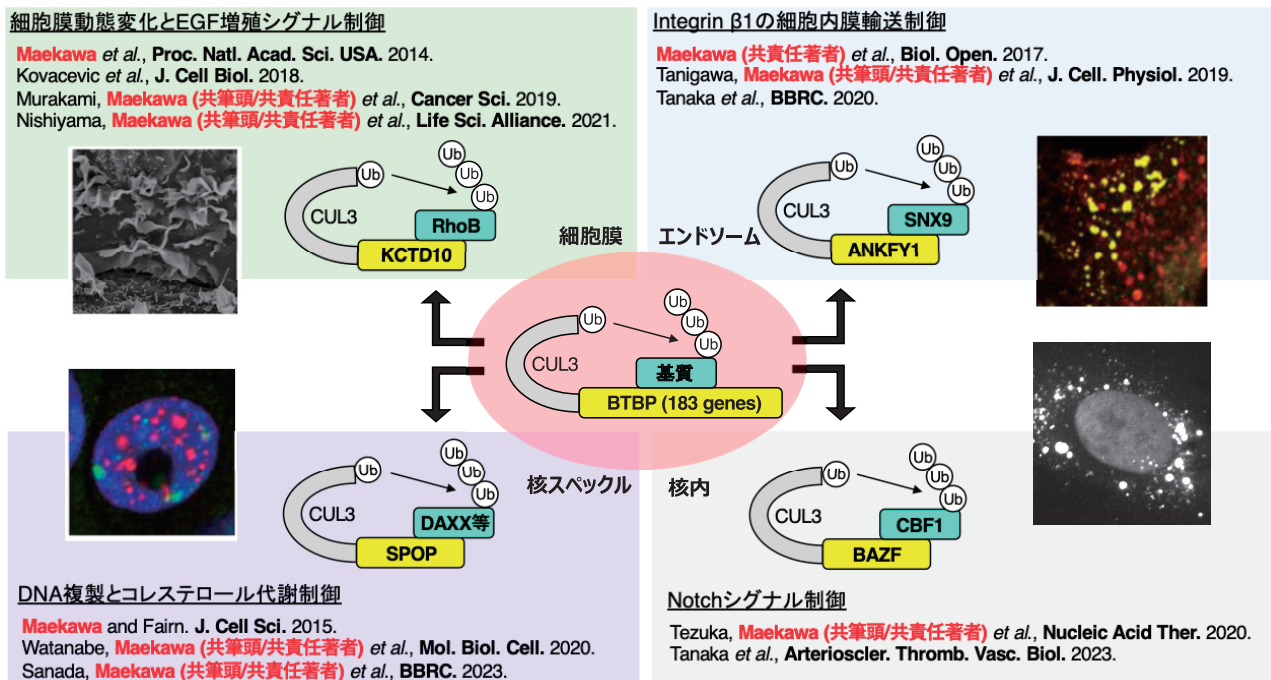 細胞膜動態変化とEGF増殖シグナル制御
Maekawa et al., Proc. Natl. Acad. Sci. USA. 2014.
Kovacevic et al., J. Cell Biol. 2018.
Murakami, Maekawa (共筆頭/共責任著者) et al., Cancer Sci. 2019.
Nishiyama, Maekawa (共筆頭/共責任著者) et al., Life Sci. Alliance. 2021.
Ub
Ub
Ub
Ub
CUL3
RhoB
KCTD10
細胞膜
Integrin β1の細胞内膜輸送制御
Maekawa (共責任著者) et al., Biol. Open. 2017.
Tanigawa, Maekawa (共筆頭/共責任著者) et al., J. Cell. Physiol. 2019.
Tanaka et al., BBRC. 2020.
Ub
Ub
Ub
Ub
CUL3
SNX9
ANKFY1
エンドソーム
Ub
Ub
Ub
Ub
CUL3
基質
BTBP (183 genes)
核スペックル
Ub
Ub
Ub
Ub
CUL3
DAXX等
SPOP
DNA複製とコレステロール代謝制御
Maekawa and Fairn. J. Cell Sci. 2015.
Watanabe, Maekawa (共筆頭/共責任著者) et al., Mol. Biol. Cell. 2020.
Sanada, Maekawa (共筆頭/共責任著者) et al., BBRC. 2023.
核内
Ub
Ub
Ub
Ub
CUL3
CBF1
BAZF
Notchシグナル制御
Tezuka, Maekawa (共筆頭/共責任著者) et al., Nucleic Acid Ther. 2020.
Tanaka et al., Arterioscler. Thromb. Vasc. Biol. 2023.